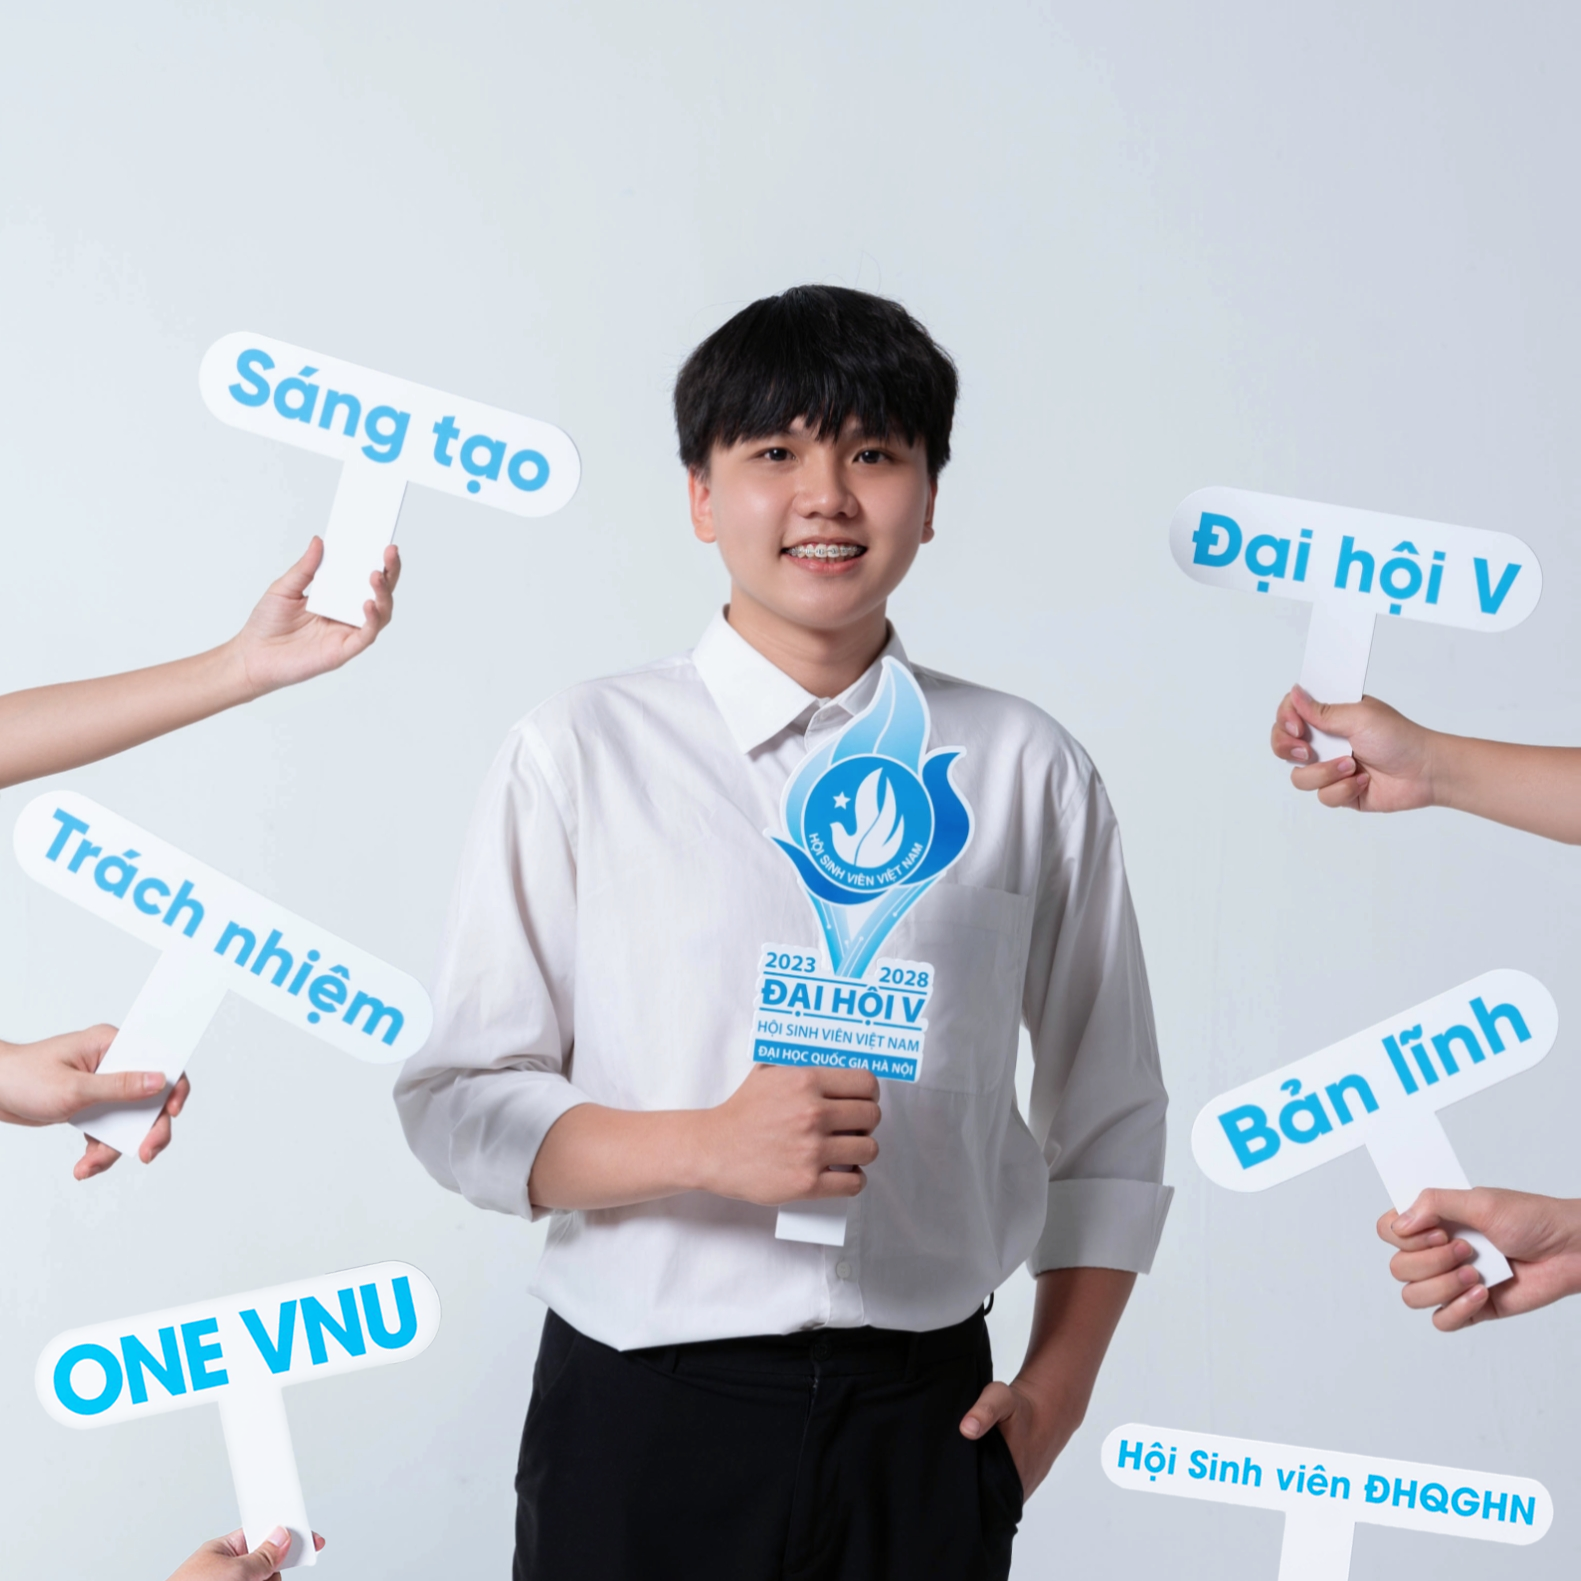 Sáng tạo
Đại hội V
Trách nhiệm
HỘI SINH VIÊN VIỆT NAM
2023 2028
ĐẠI HỘI V
HỘI SINH VIÊN VIỆT NAM
ĐẠI HỌC QUỐC GIA HÀ NỘI
Bản lĩnh
ONE VNU
Hội Sinh viên ĐHQGHN